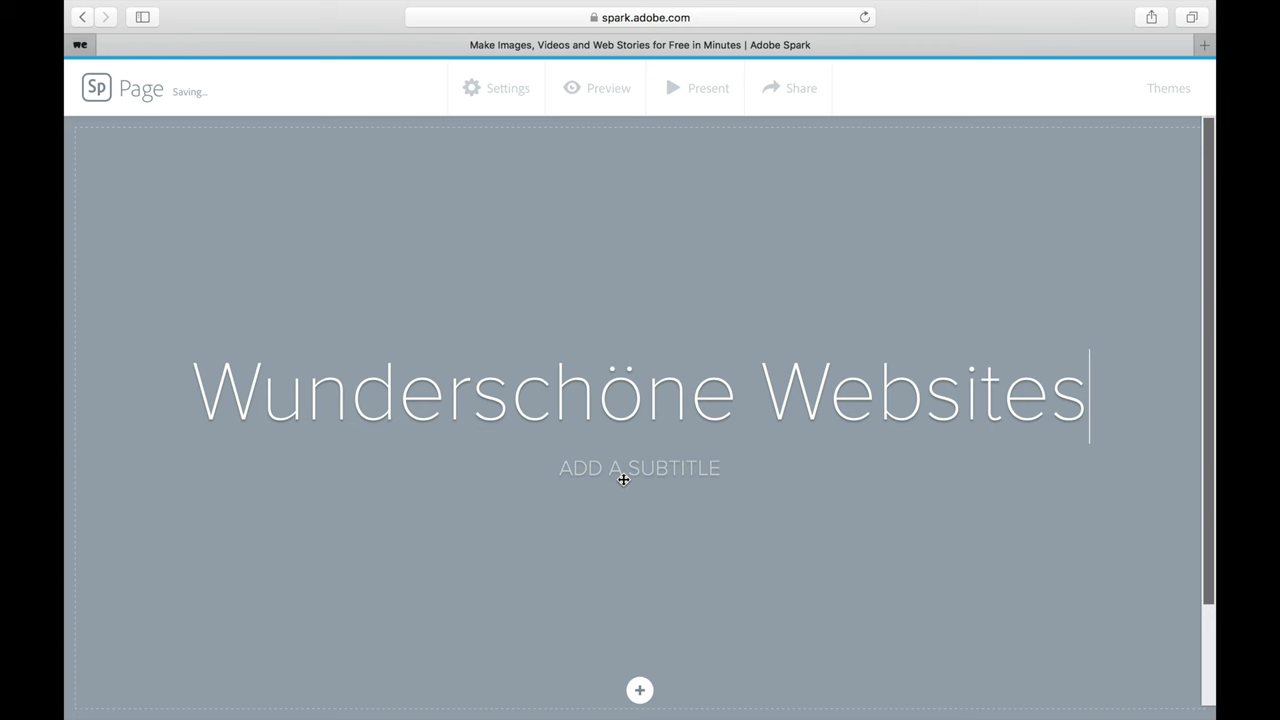 spark.adobe.com
we
Make Images, Videos and Web Stories for Free in Minutes | Adobe Spark
Sp Page Saving.. Settings Preview Present Share Themes
Wunderschöne Websites
ADD A SUBTITLE